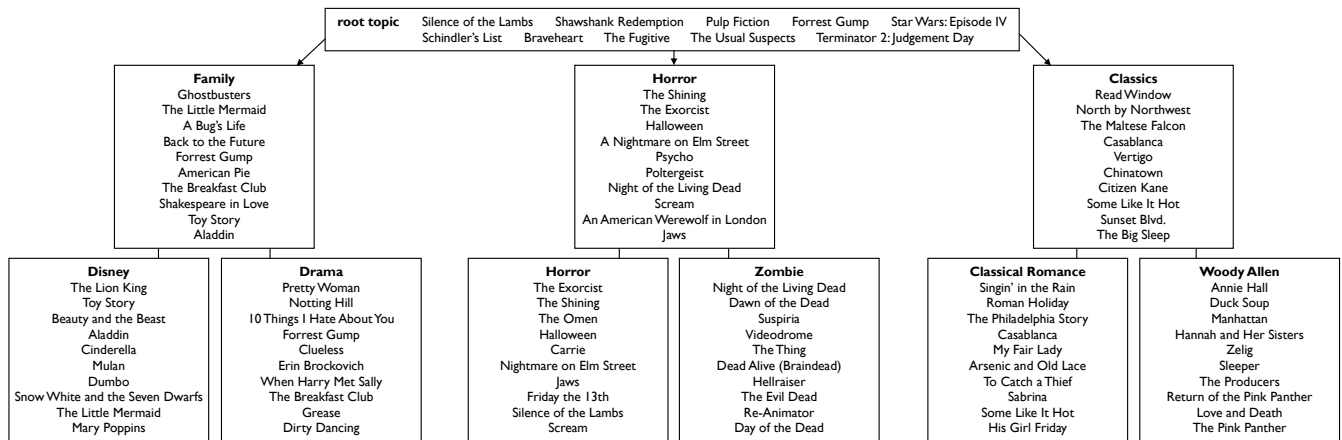 root topic Silence of the Lambs Shawshank Redemption Pulp Fiction Forrest Gump Star Wars: Episode IV
Schindler's List Braveheart The Fugitive The Usual Suspects Terminator 2: Judgement Day
Family
Ghostbusters
The Little Mermaid
A Bug's Life
Back to the Future
Forrest Gump
American Pie
The Breakfast Club
Shakespeare in Love
Toy Story
Aladdin
Horror
The Shining
The Exorcist
Halloween
A Nightmare on Elm Street
Psycho
Poltergeist
Night of the Living Dead
Scream
An American Werewolf in London
Jaws
Classics
Read Window
North by Northwest
The Maltese Falcon
Casablanca
Vertigo
Chinatown
Citizen Kane
Some Like It Hot
Sunset Blvd.
The Big Sleep
Disney
The Lion King
Toy Story
Beauty and the Beast
Aladdin
Cinderella
Mulan
Dumbo
Snow White and the Seven Dwarfs
The Little Mermaid
Mary Poppins
Drama
Pretty Woman
Notting Hill
10 Things I Hate About You
Forrest Gump
Clueless
Erin Brockovich
When Harry Met Sally
The Breakfast Club
Grease
Dirty Dancing
Horror
The Exorcist
The Shining
The Omen
Halloween
Carrie
Nightmare on Elm Street
Jaws
Friday the 13th
Silence of the Lambs
Scream
Zombie
Night of the Living Dead
Dawn of the Dead
Suspiria
Videodrome
The Thing
Dead Alive (Braindead)
Hellraiser
The Evil Dead
Re-Animator
Day of the Dead
Classical Romance
Singin' in the Rain
Roman Holiday
The Philadelphia Story
Casablanca
My Fair Lady
Arsenic and Old Lace
To Catch a Thief
Sabrina
Some Like It Hot
His Girl Friday
Woody Allen
Annie Hall
Duck Soup
Manhattan
Hannah and Her Sisters
Zelig
Sleeper
The Producers
Return of the Pink Panther
Love and Death
The Pink Panther